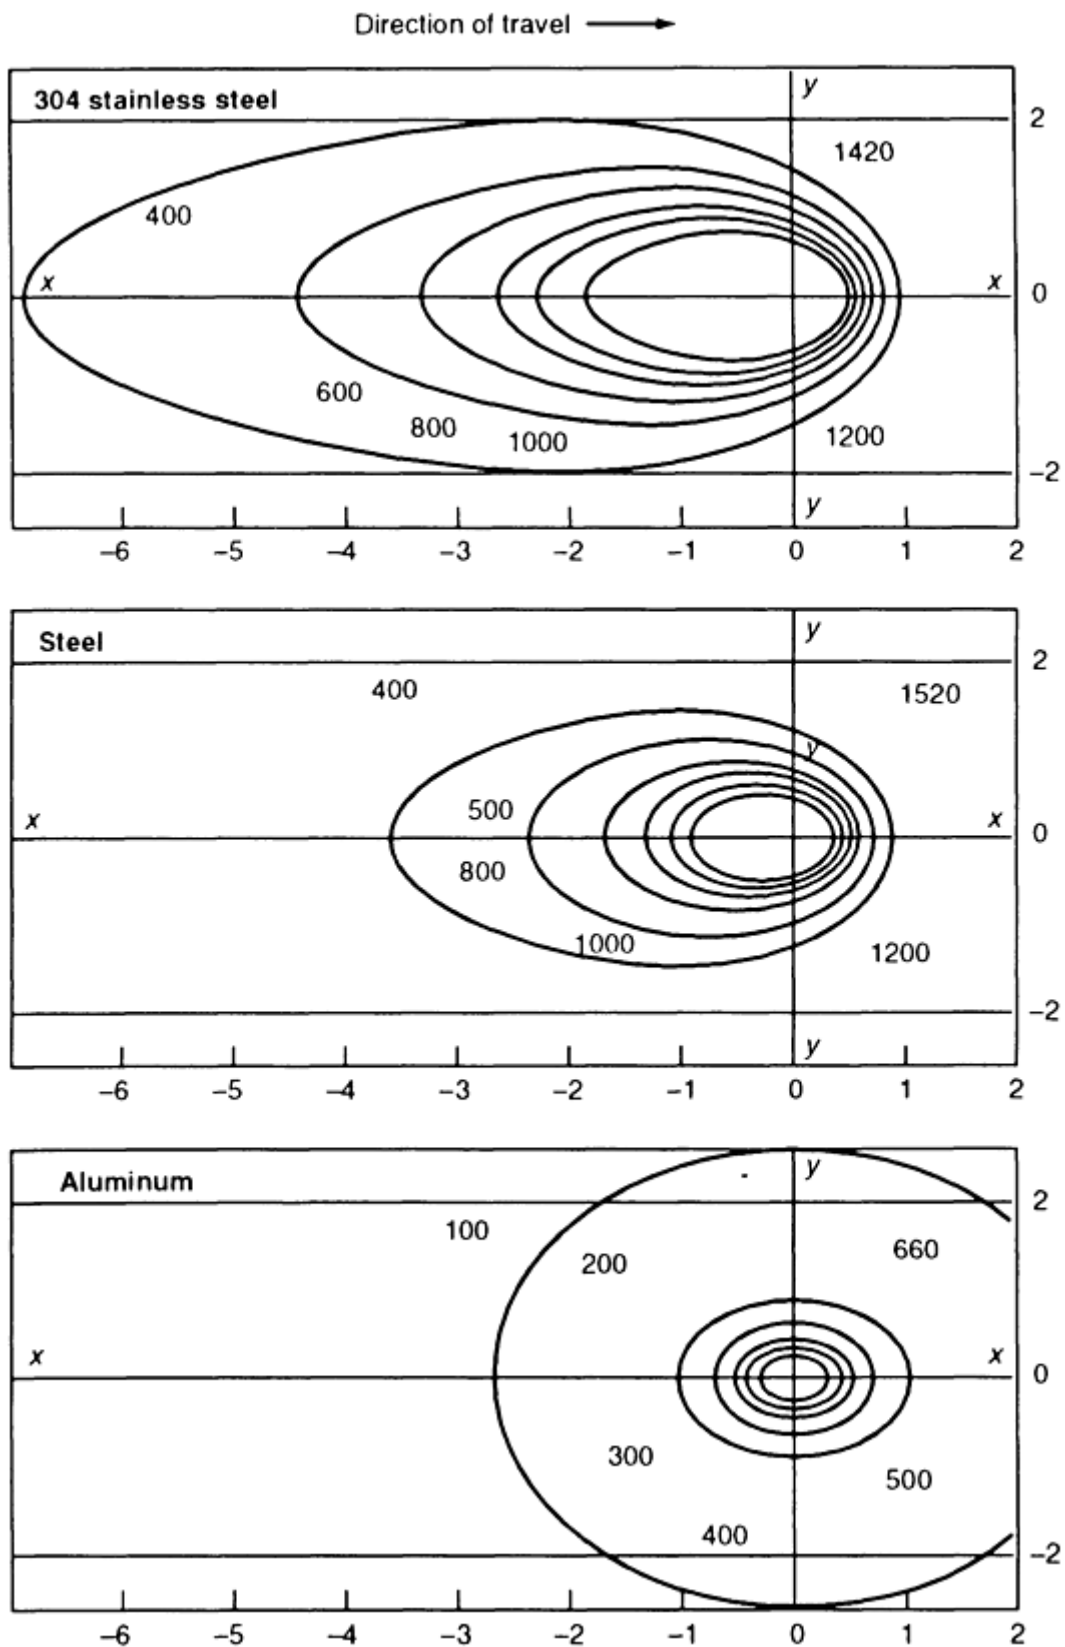 Direction of travel
304 stainless steel
y
2
1420
400
x
x
0
600
800
1000
1200
−2
y
−6 −5 −4 −3 −2 −1 0 1 2
Steel
y
2
400
1520
y
500
x
x
0
800
1000
1200
−2
y
−6 −5 −4 −3 −2 −1 0 1 2
Aluminum
y
2
100
200
660
x
x
0
300
500
400
−2
−6 −5 −4 −3 −2 −1 0 1 2